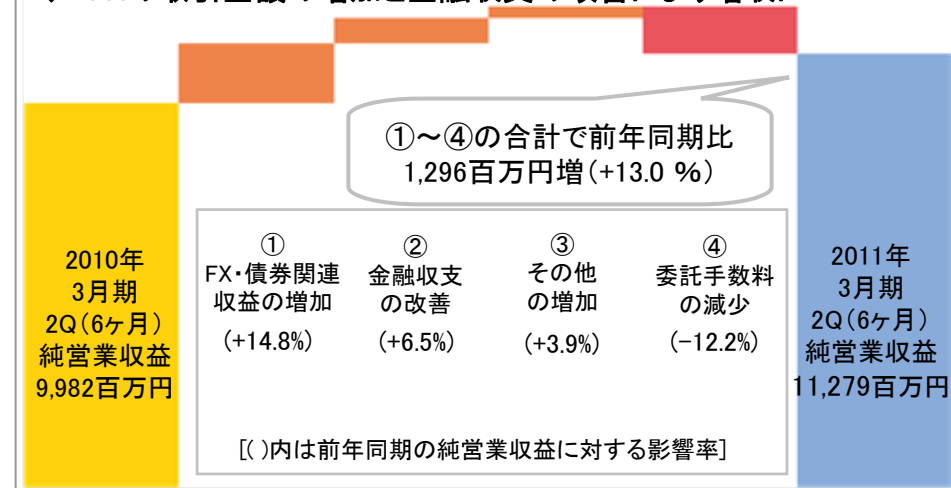 ①～④の合計で前年同期比
1,296百万円増(+13.0 %)
2010年
3月期
2Q(6ヶ月)
純営業収益
9,982百万円
①
FX・債券関連
収益の増加
(+14.8%)
②
金融収支
の改善
(+6.5%)
③
その他
の増加
(+3.9%)
④
委託手数料
の減少
(−12.2%)
[( )内は前年同期の純営業収益に対する影響率]
2011年
3月期
2Q(6ヶ月)
純営業収益
11,279百万円